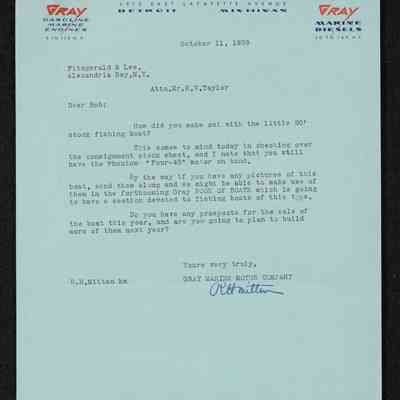 GRAY
GASOLINE
MARINE
ENGINES
EAST LAFAYETTE AVENUE
DETROIT MICHIGAN
GRAY
MARINE
DIESELS
October 11, 1939
Fitzgerald & Lee,
Alexandria Bay, N.Y.
Attn. Mr. R.V. Taylor
Dear Bob:
How did you make out with the little 20'
stock fishing boat?
This comes to mind today in checking over
the consignment stock sheet, and I note that you still
have the Phantom "Four-45" motor on hand.
By the way if you have any pictures of this
boat, send them along and we might be able to make use of
them in the forthcoming Gray BOOK OF BOATS which is going
to have a section devoted to fishing boats of this type.
Do you have any prospects for the sale of
the boat this year, and are you going to plan to build
more of them next year?
Yours very truly,
R.H.Mitten km GRAY MARINE MOTOR COMPANY
RHMitten